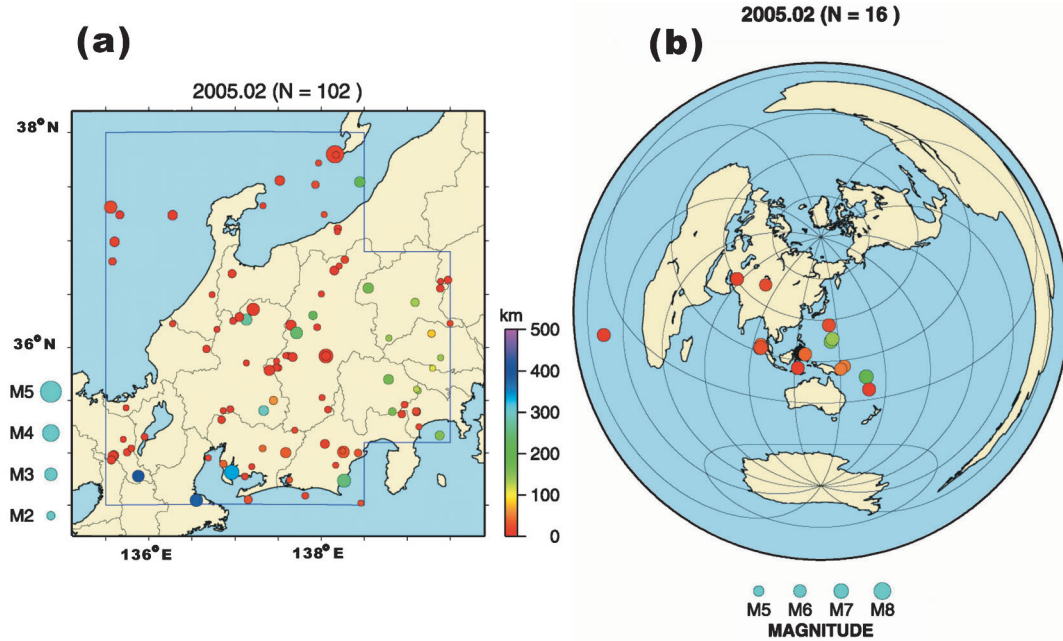 (a)
2005.02 (N = 102 )
38°N
36°N
M5
M4
M3
M2
136°E
138°E
km
500
400
300
200
100
0
(b)
2005.02 (N = 16 )
M5 M6 M7 M8
MAGNITUDE